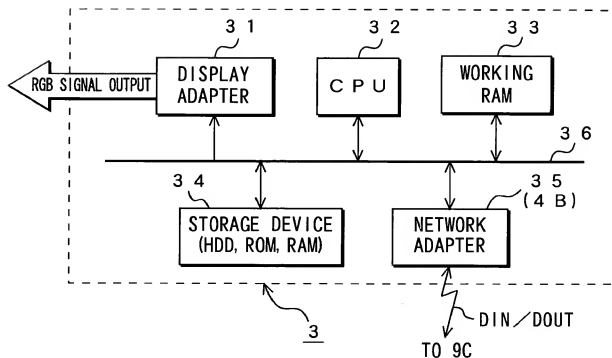 31
32
33
RGB SIGNAL OUTPUT
DISPLAY
ADAPTER
CPU
WORKING
RAM
36
34
35
(4B)
STORAGE DEVICE
(HDD, ROM, RAM)
NETWORK
ADAPTER
3
DIN/DOUT
TO 9C